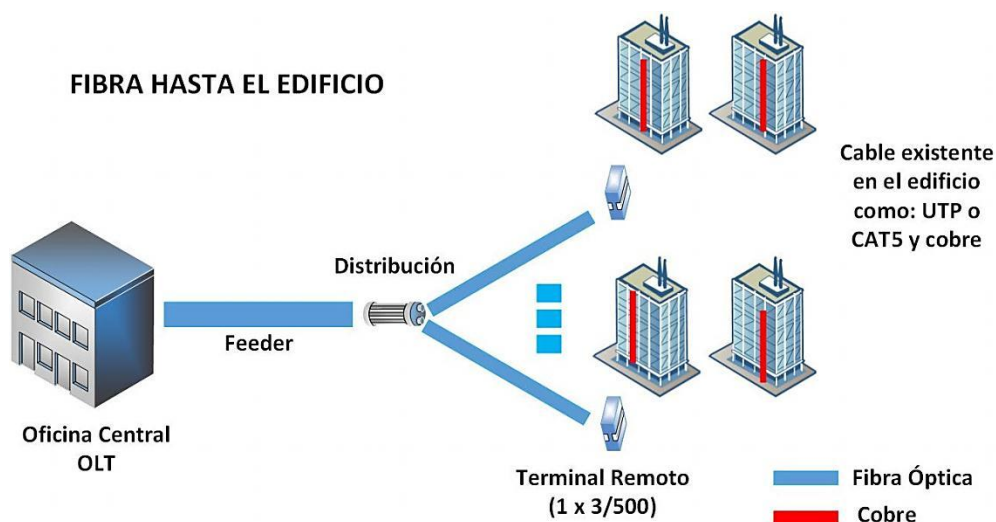 FIBRA HASTA EL EDIFICIO
Cable existente
en el edificio
como: UTP o
CAT5 y cobre
Distribución
Feeder
Oficina Central
OLT
Terminal Remoto
(1 x 3/500)
Fibra Óptica
Cobre